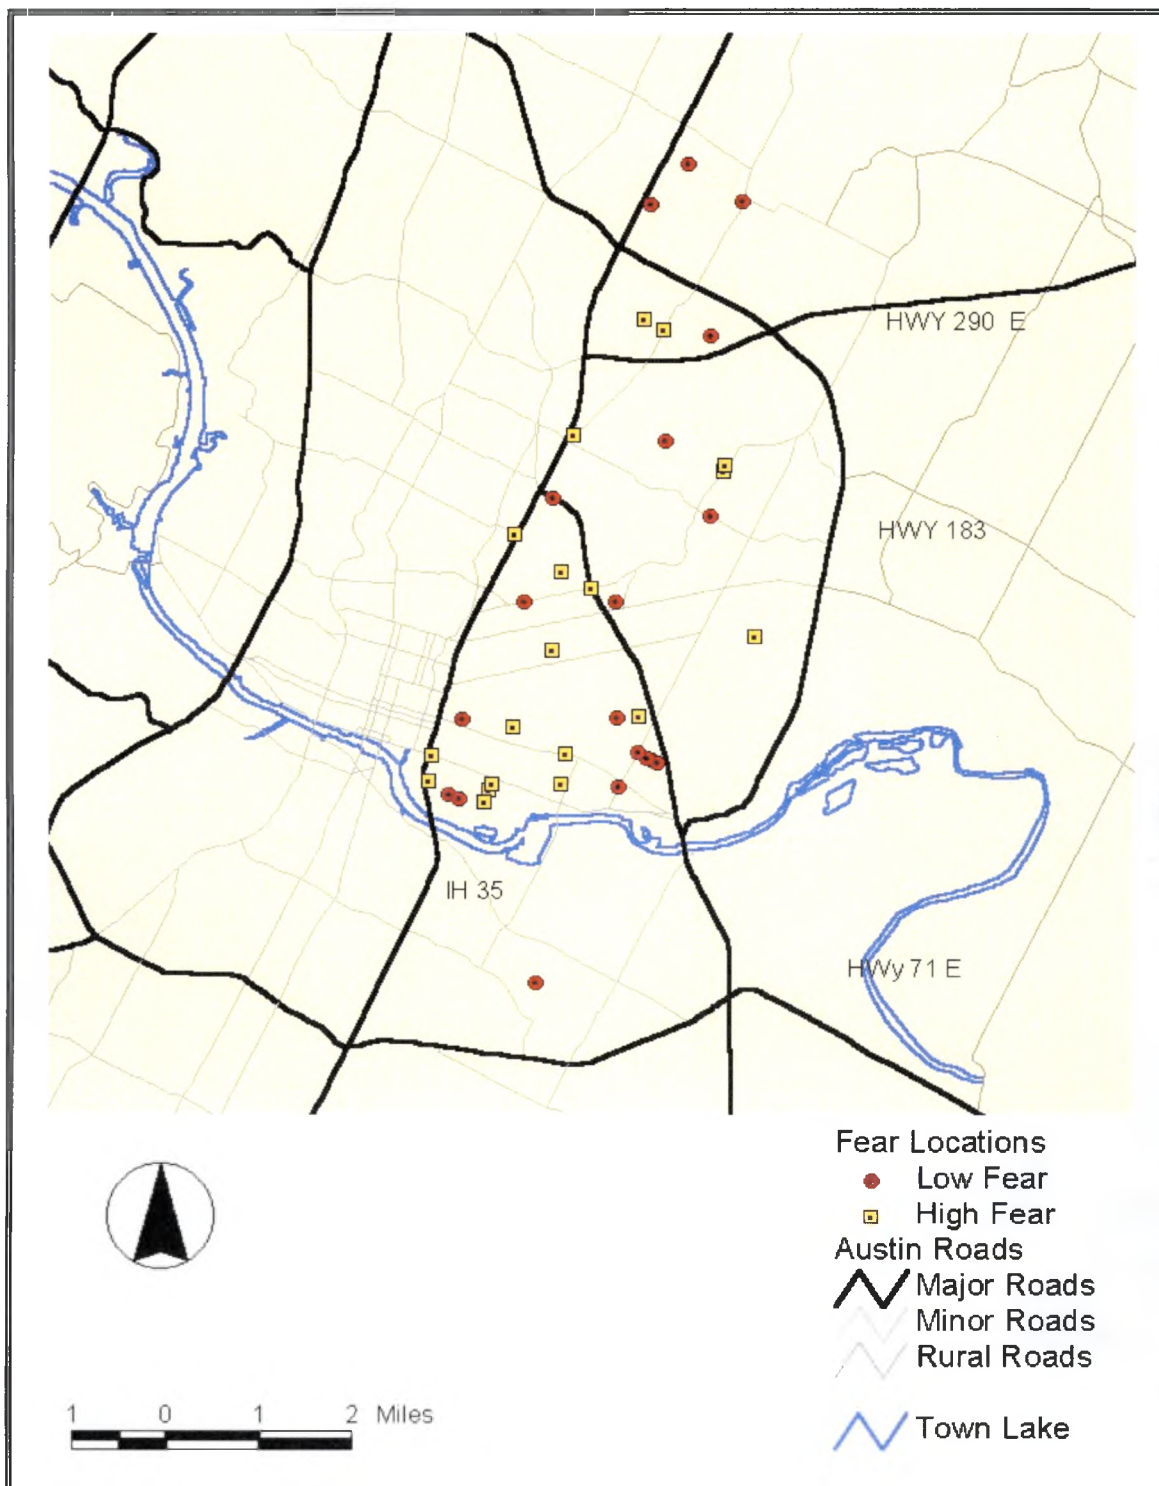 HWY 290 E
HWY 183
IH 35
HWy 71 E
Fear Locations
Low Fear
High Fear
Austin Roads
Major Roads
Minor Roads
Rural Roads
1 0 1 2 Miles
Town Lake